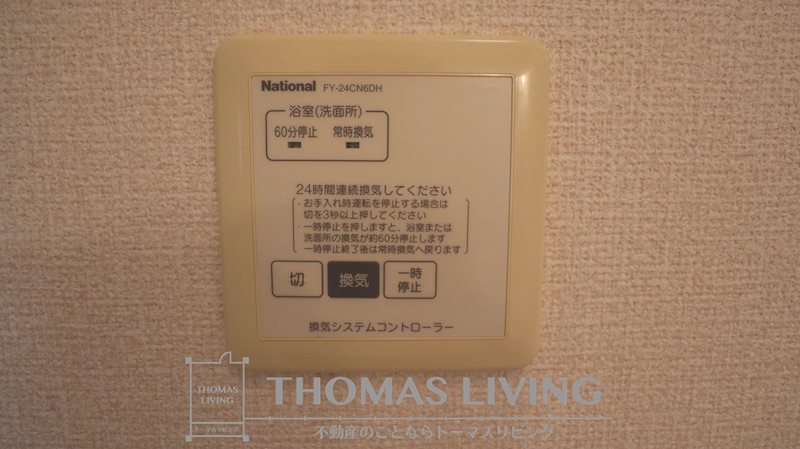 National FY-24CN6DH
浴室(洗面所)
60分停止 常時換気
24時間連続換気してください
・お手入れ時運転を停止する場合は
切を3秒以上押してください
・一時停止を押しますと、浴室または
洗面所の換気が約60分停止します
一時停止終了後は常時換気へ戻ります
切 換気 一時
停止
換気システムコントローラー
THOMAS
LIVING
トーマスリビング
THOMAS LIVING
不動産のことならトーマスリビング